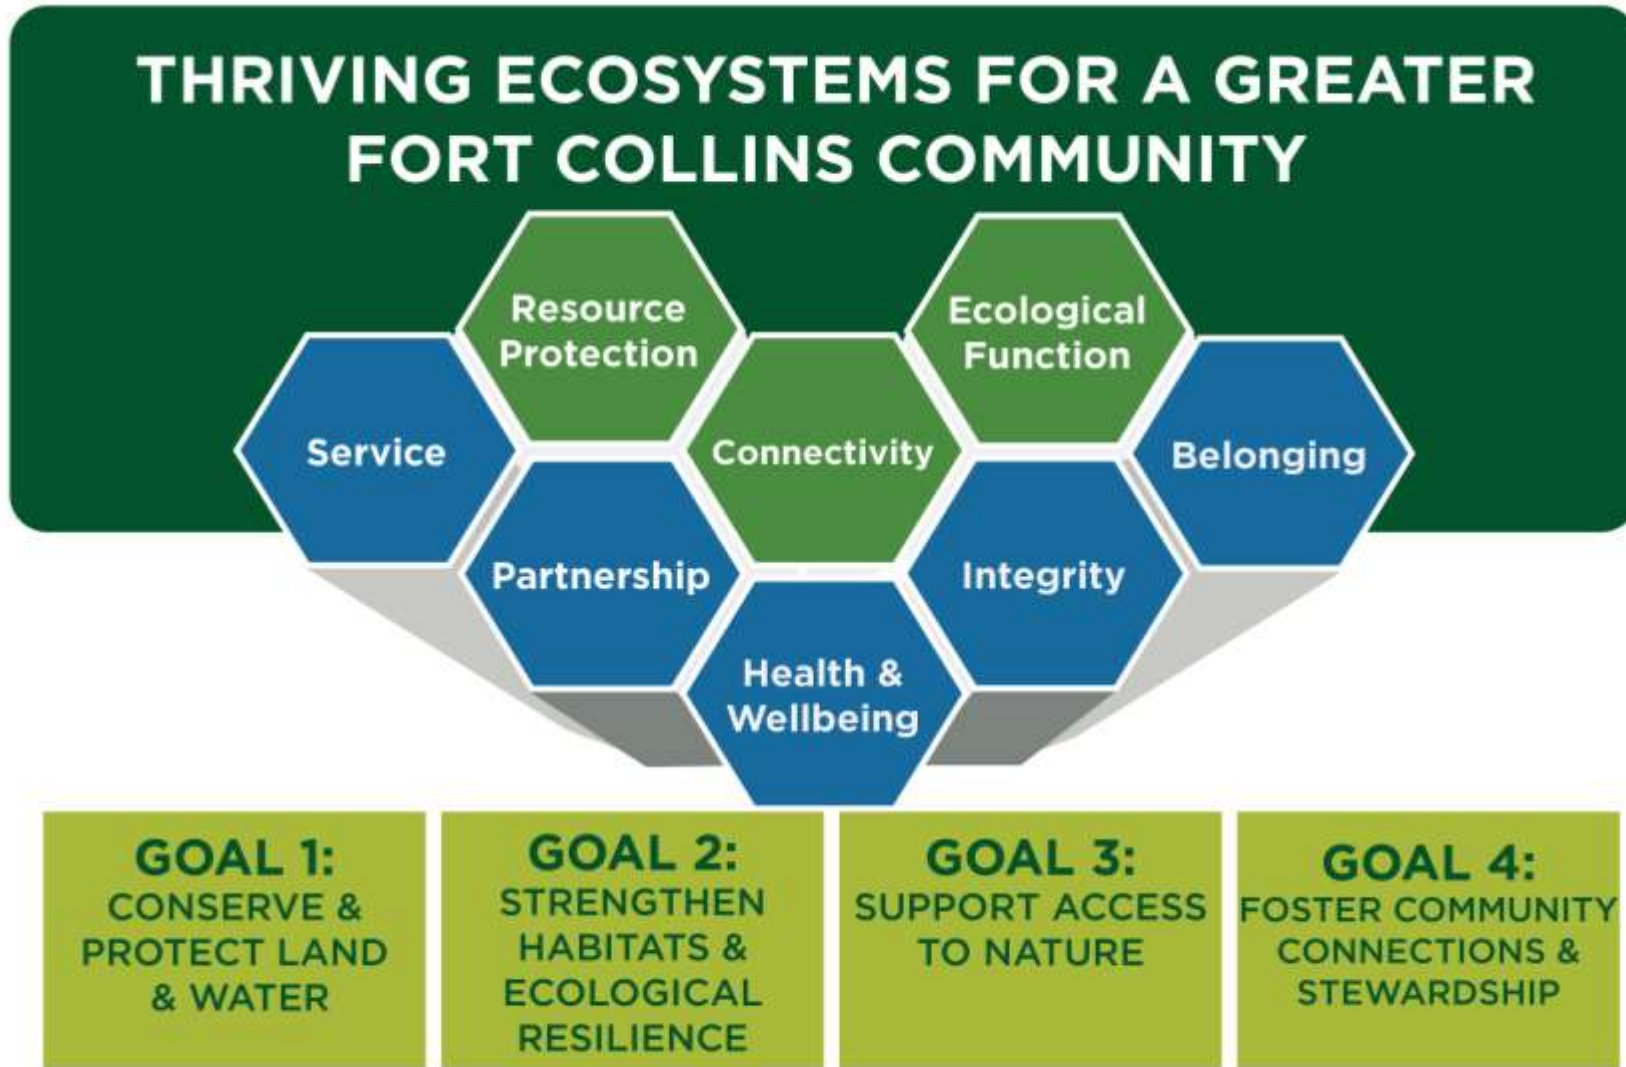 THRIVING ECOSYSTEMS FOR A GREATER
FORT COLLINS COMMUNITY
Resource
Protection
Ecological
Function
Service
Connectivity
Belonging
Partnership
Integrity
Health &
Wellbeing
GOAL 1:
CONSERVE &
PROTECT LAND
& WATER
GOAL 2:
STRENGTHEN
HABITATS &
ECOLOGICAL
RESILIENCE
GOAL 3:
SUPPORT ACCESS
TO NATURE
GOAL 4:
FOSTER COMMUNITY
CONNECTIONS &
STEWARDSHIP